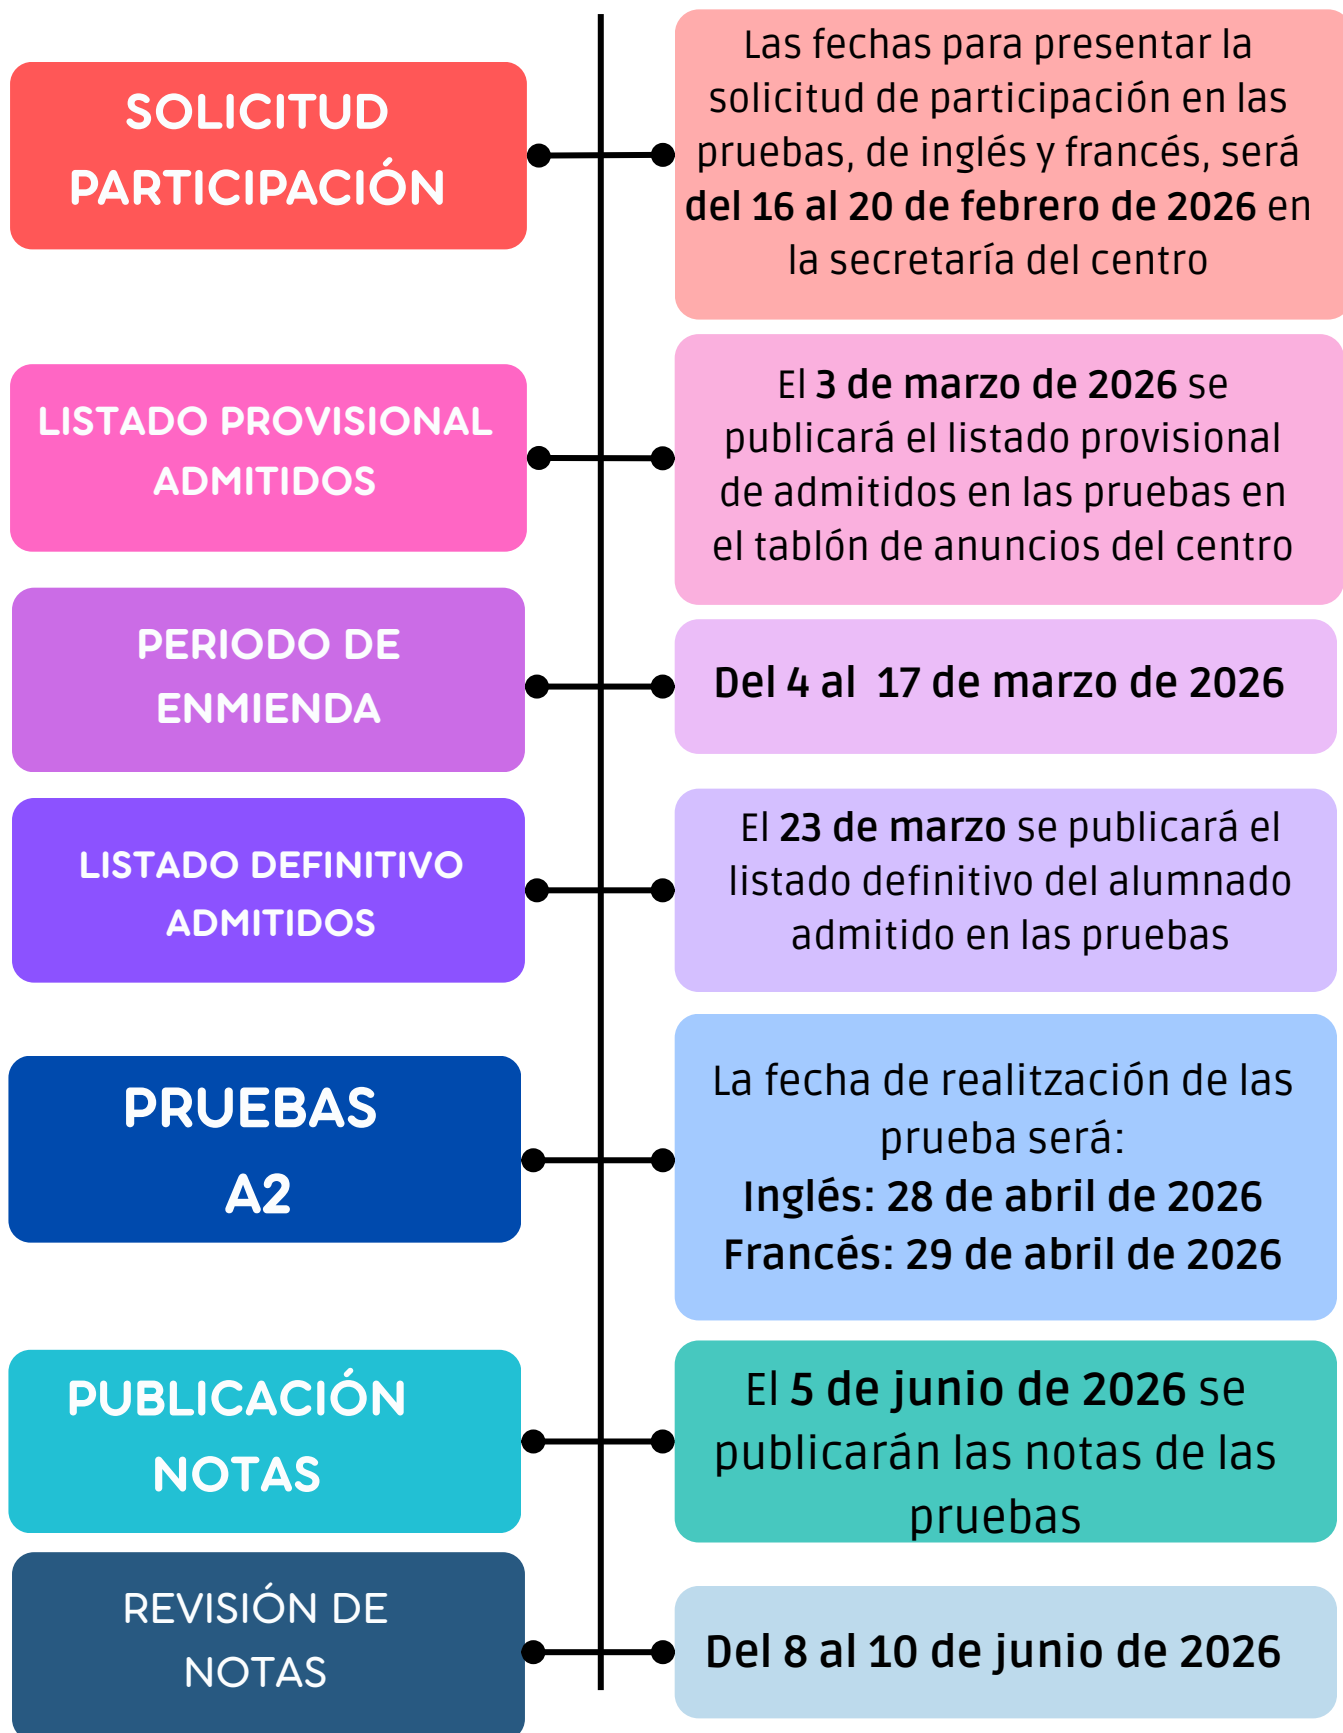 SOLICITUD
PARTICIPACIÓN
Las fechas para presentar la
solicitud de participación en las
pruebas, de inglés y francés, será
del 16 al 20 de febrero de 2026 en
la secretaría del centro
LISTADO PROVISIONAL
ADMITIDOS
El 3 de marzo de 2026 se
publicará el listado provisional
de admitidos en las pruebas en
el tablón de anuncios del centro
PERIODO DE
ENMIENDA
Del 4 al 17 de marzo de 2026
LISTADO DEFINITIVO
ADMITIDOS
El 23 de marzo se publicará el
listado definitivo del alumnado
admitido en las pruebas
PRUEBAS
A2
La fecha de realitzación de las
prueba será:
Inglés: 28 de abril de 2026
Francés: 29 de abril de 2026
PUBLICACIÓN
NOTAS
El 5 de junio de 2026 se
publicarán las notas de las
pruebas
REVISIÓN DE
NOTAS
Del 8 al 10 de junio de 2026